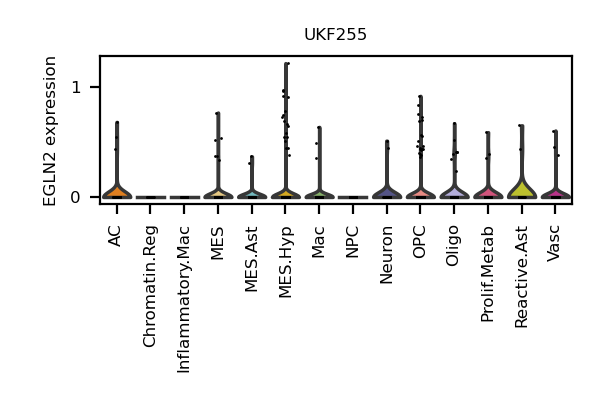 UKF255
EGLN2 expression
1
0
AC
Chromatin.Reg
Inflammatory.Mac
MES
MES.Ast
MES.Hyp
Mac
NPC
Neuron
OPC
Oligo
Prolif.Metab
Reactive.Ast
Vasc